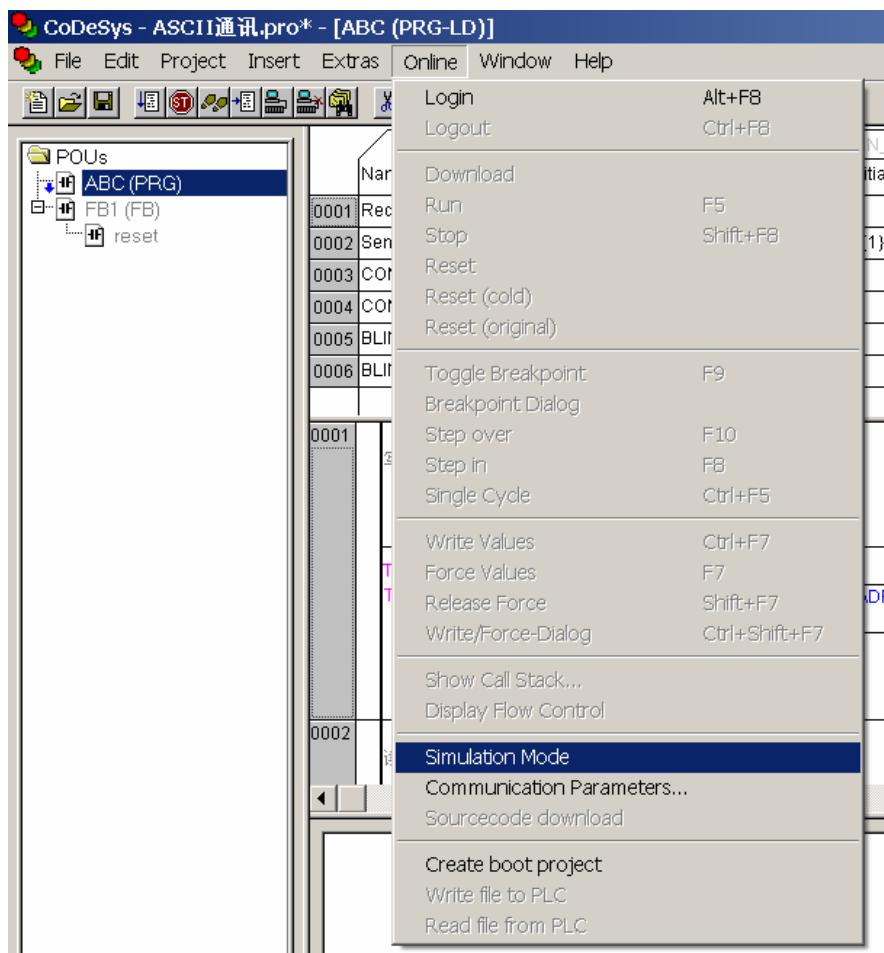 CoDeSys - ASCII通讯.pro* - [ABC (PRG-LD)]
File Edit Project Insert Extras Online Window Help
POUs
ABC (PRG)
FB1 (FB)
reset
0001
0002
0003
0004
0005
0006
0001
0002
Login Alt+F8
Logout Ctrl+F8
Download
Run F5
Stop Shift+F8
Reset
Reset (cold)
Reset (original)
Toggle Breakpoint F9
Breakpoint Dialog
Step over F10
Step in F8
Single Cycle Ctrl+F5
Write Values Ctrl+F7
Force Values F7
Release Force Shift+F7
Write/Force-Dialog Ctrl+Shift+F7
Show Call Stack...
Display Flow Control
Simulation Mode
Communication Parameters...
Sourcecode download
Create boot project
Write file to PLC
Read file from PLC